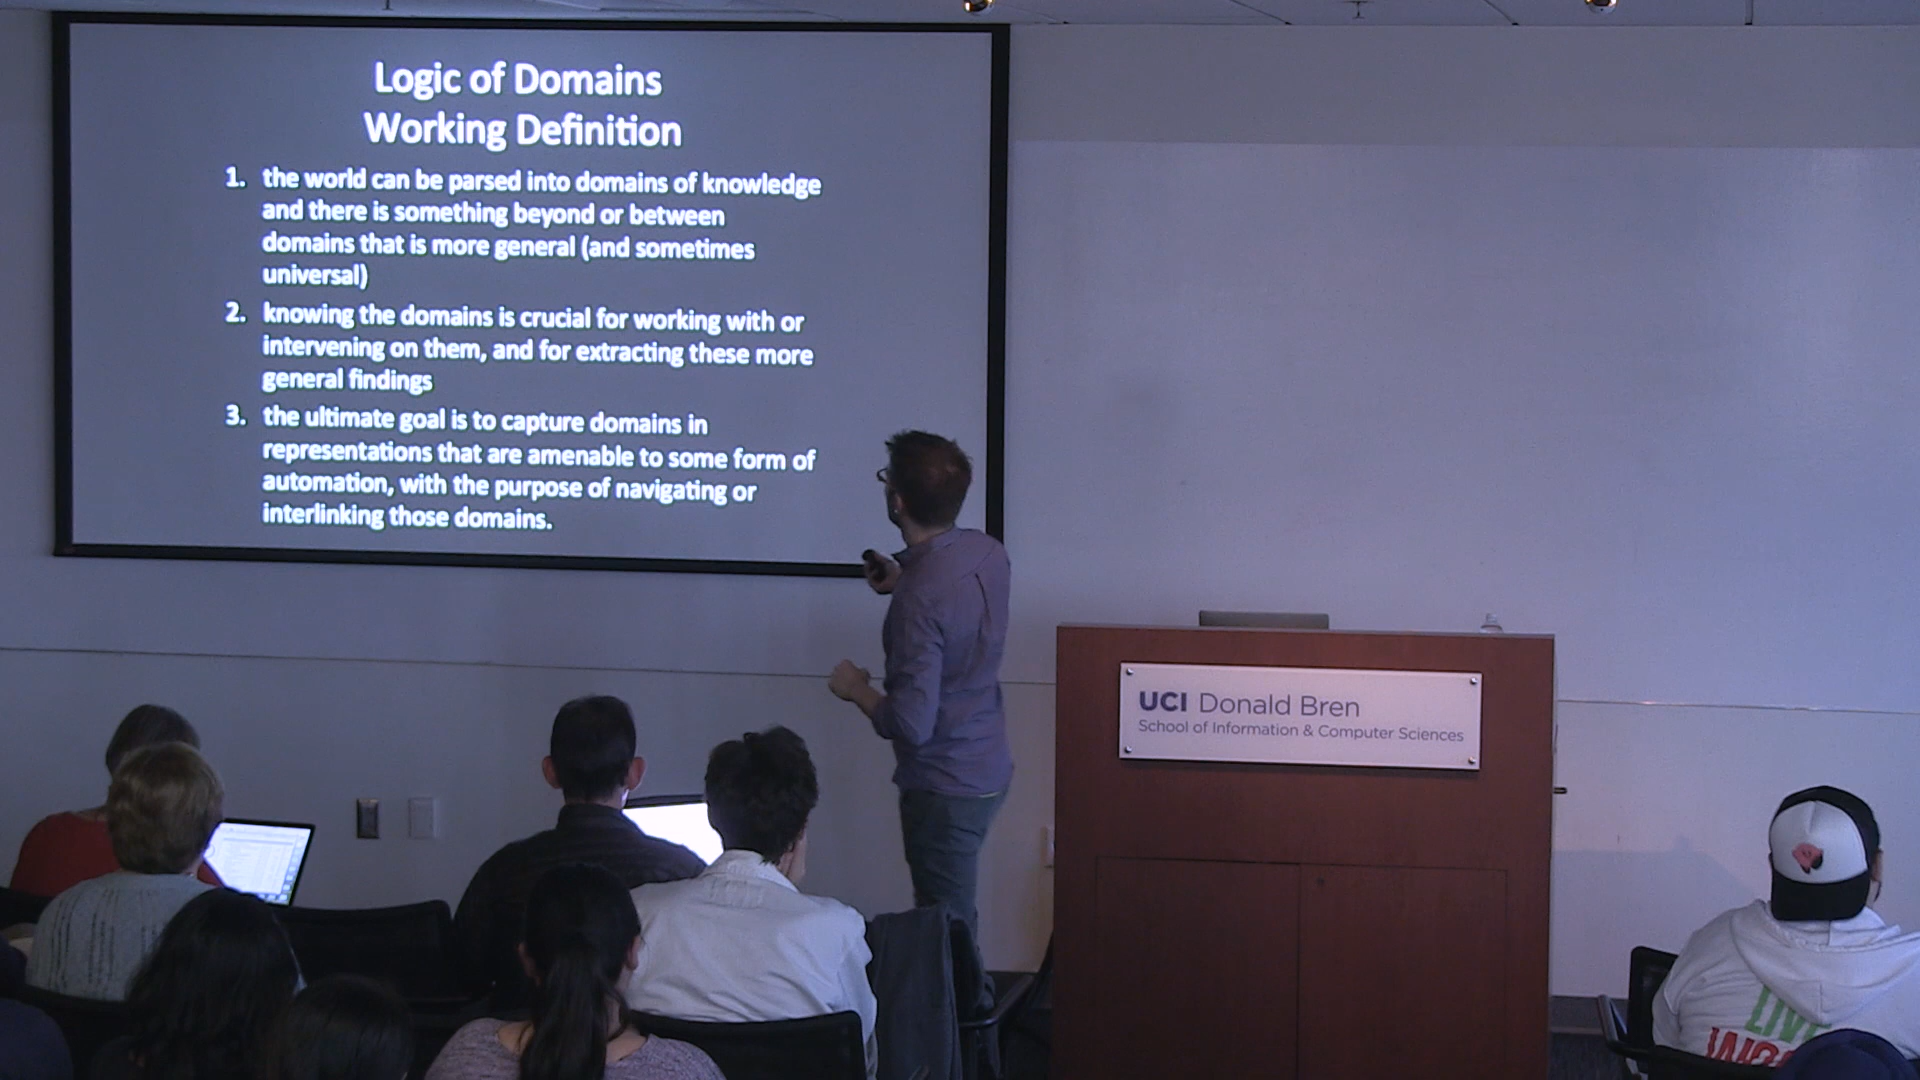 Logic of Domains
Working Definition
1. the world can be parsed into domains of knowledge
and there is something beyond or between
domains that is more general (and sometimes
universal)
2. knowing the domains is crucial for working with or
intervening on them, and for extracting these more
general findings
3. the ultimate goal is to capture domains in
representations that are amenable to some form of
automation, with the purpose of navigating or
interlinking those domains.
UCI Donald Bren
School of Information & Computer Sciences